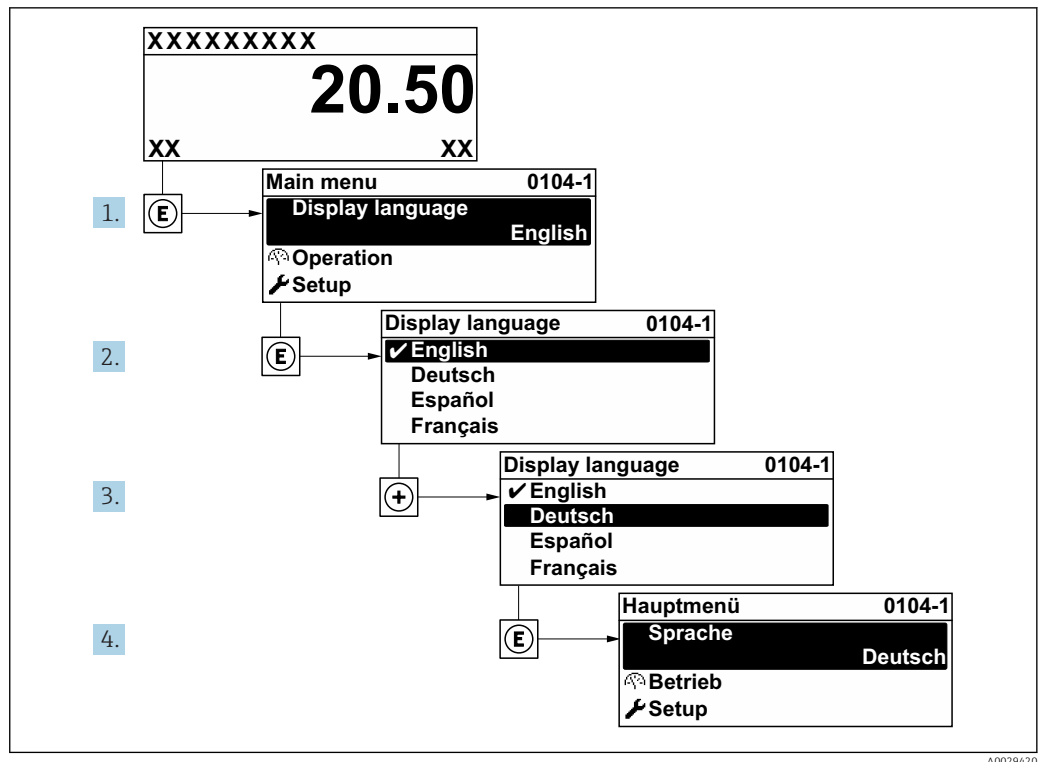 XXXXXXXXX
20.50
XX XX
Main menu 0104-1
1. E Display language
English
Operation
Setup
Display language 0104-1
2. E ✔English
Deutsch
Español
Français
Display language 0104-1
3. + ✔English
Deutsch
Español
Français
Hauptmenü 0104-1
4. E Sprache
Deutsch
Betrieb
Setup
A0029420